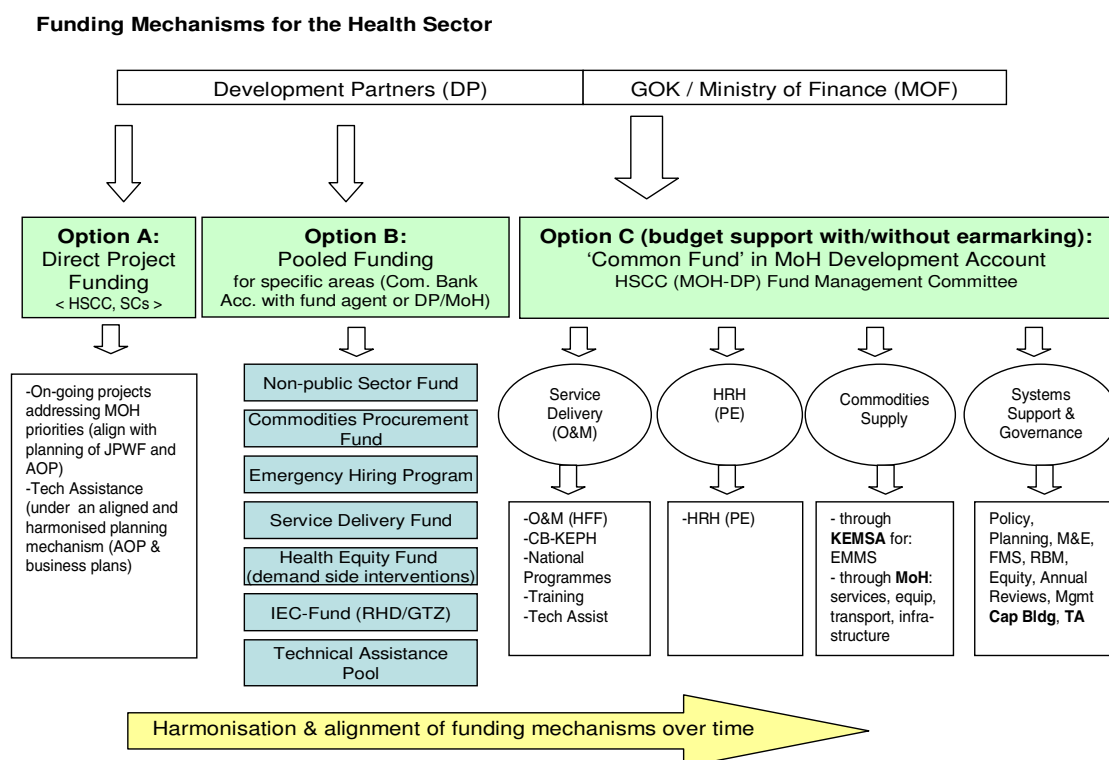 Funding Mechanisms for the Health Sector
Development Partners (DP)
GOK / Ministry of Finance (MOF)
Option A:
Direct Project
Funding
< HSCC, SCs >
Option B:
Pooled Funding
for specific areas (Com. Bank
Acc. with fund agent or DP/MoH)
Option C (budget support with/without earmarking):
‘Common Fund’ in MoH Development Account
HSCC (MOH-DP) Fund Management Committee
-On-going projects
addressing MOH
priorities (align with
planning of JPWF and
AOP)
-Tech Assistance
(under an aligned and
harmonised planning
mechanism (AOP &
business plans)
Non-public Sector Fund
Commodities Procurement
Fund
Emergency Hiring Program
Service Delivery Fund
Health Equity Fund
(demand side interventions)
IEC-Fund (RHD/GTZ)
Technical Assistance
Pool
Service
Delivery
(O&M)
HRH
(PE)
Commodities
Supply
Systems
Support &
Governance
-O&M (HFF)
-CB-KEPH
-National
Programmes
-Training
-Tech Assist
-HRH (PE)
- through
KEMSA for:
EMMS
- through MoH:
services, equip,
transport, infra-
structure
Policy,
Planning, M&E,
FMS, RBM,
Equity, Annual
Reviews, Mgmt
Cap Bldg, TA
Harmonisation & alignment of funding mechanisms over time